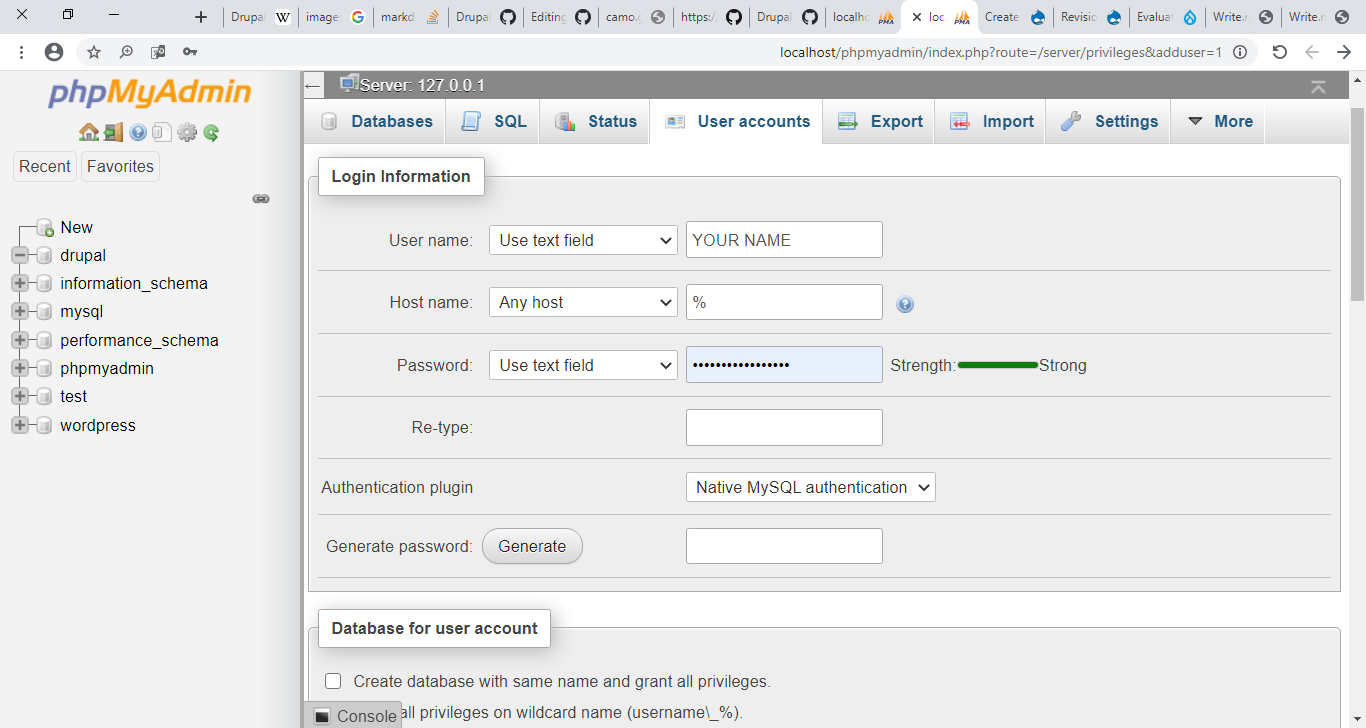 Drupal
image
markd
Drupa
Editing
camo.g
https:/
Drupal
localho
loc
Create
Revisio
Evaluat
Write.r
Write.r
localhost/phpmyadmin/index.php?route=/server/privileges&adduser=1
phpMyAdmin
Recent Favorites
New
drupal
information_schema
mysql
performance_schema
phpmyadmin
test
wordpress
Server: 127.0.0.1
Databases SQL Status User accounts Export Import Settings More
Login Information
User name: Use text field YOUR NAME
Host name: Any host %
Password: Use text field ••••••••••••••••• Strength: Strong
Re-type:
Authentication plugin Native MySQL authentication
Generate password: Generate
Database for user account
Create database with same name and grant all privileges.
Console all privileges on wildcard name (username\_%).